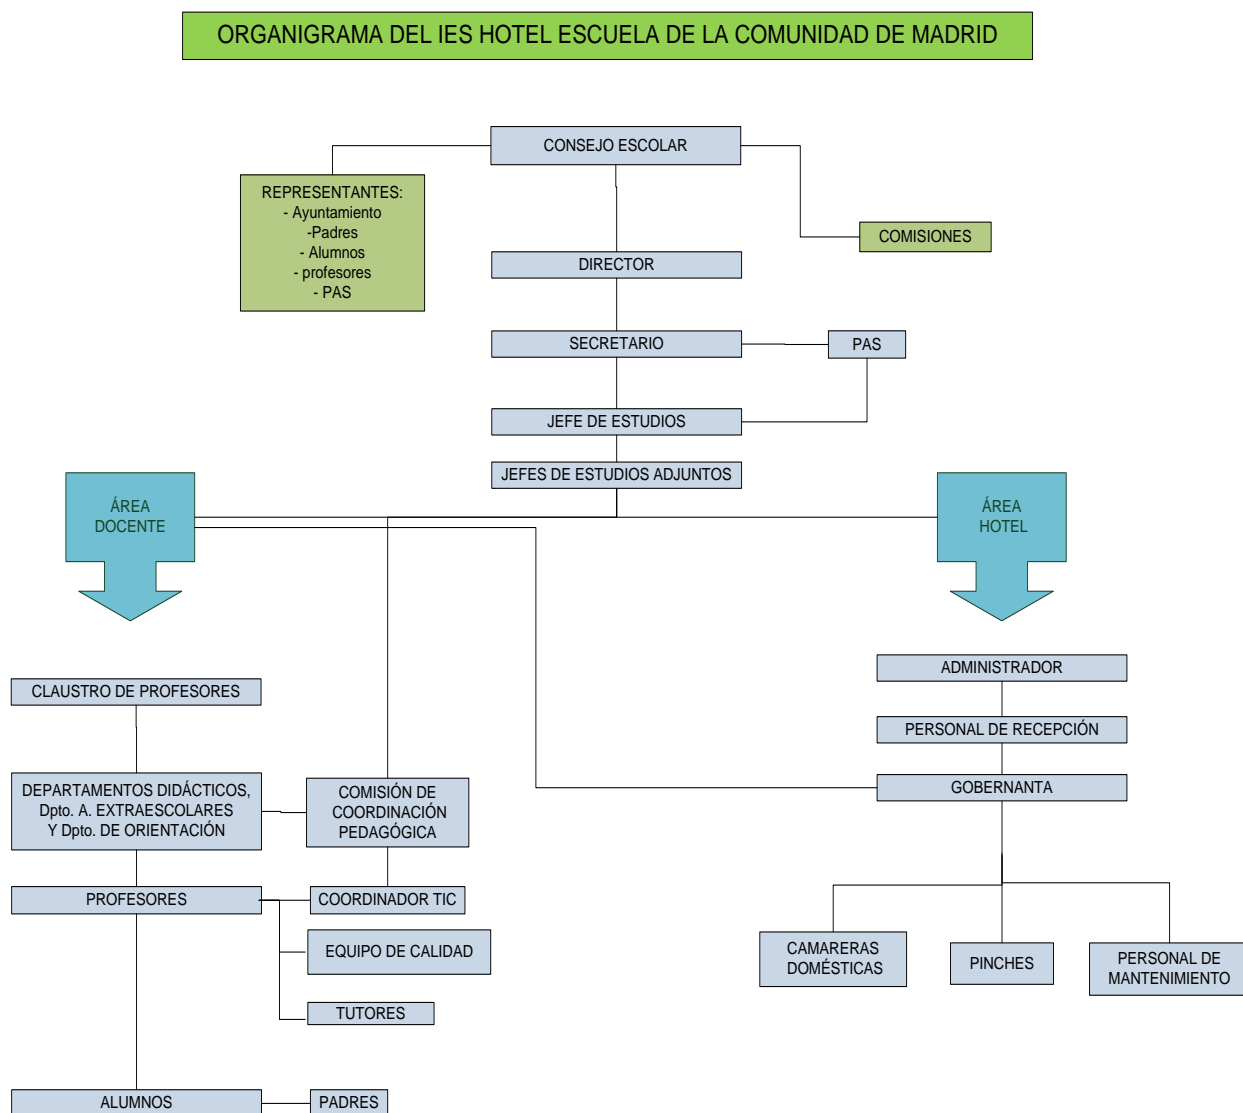 ORGANIGRAMA DEL IES HOTEL ESCUELA DE LA COMUNIDAD DE MADRID
CONSEJO ESCOLAR
REPRESENTANTES:
- Ayuntamiento
-Padres
- Alumnos
- profesores
- PAS
COMISIONES
DIRECTOR
SECRETARIO
PAS
JEFE DE ESTUDIOS
JEFES DE ESTUDIOS ADJUNTOS
ÁREA
DOCENTE
ÁREA
HOTEL
CLAUSTRO DE PROFESORES
DEPARTAMENTOS DIDÁCTICOS,
Dpto. A. EXTRAESCOLARES
Y Dpto. DE ORIENTACIÓN
COMISIÓN DE
COORDINACIÓN
PEDAGÓGICA
PROFESORES
COORDINADOR TIC
EQUIPO DE CALIDAD
TUTORES
ALUMNOS
PADRES
ADMINISTRADOR
PERSONAL DE RECEPCIÓN
GOBERNANTA
CAMARERAS
DOMÉSTICAS
PINCHES
PERSONAL DE
MANTENIMIENTO